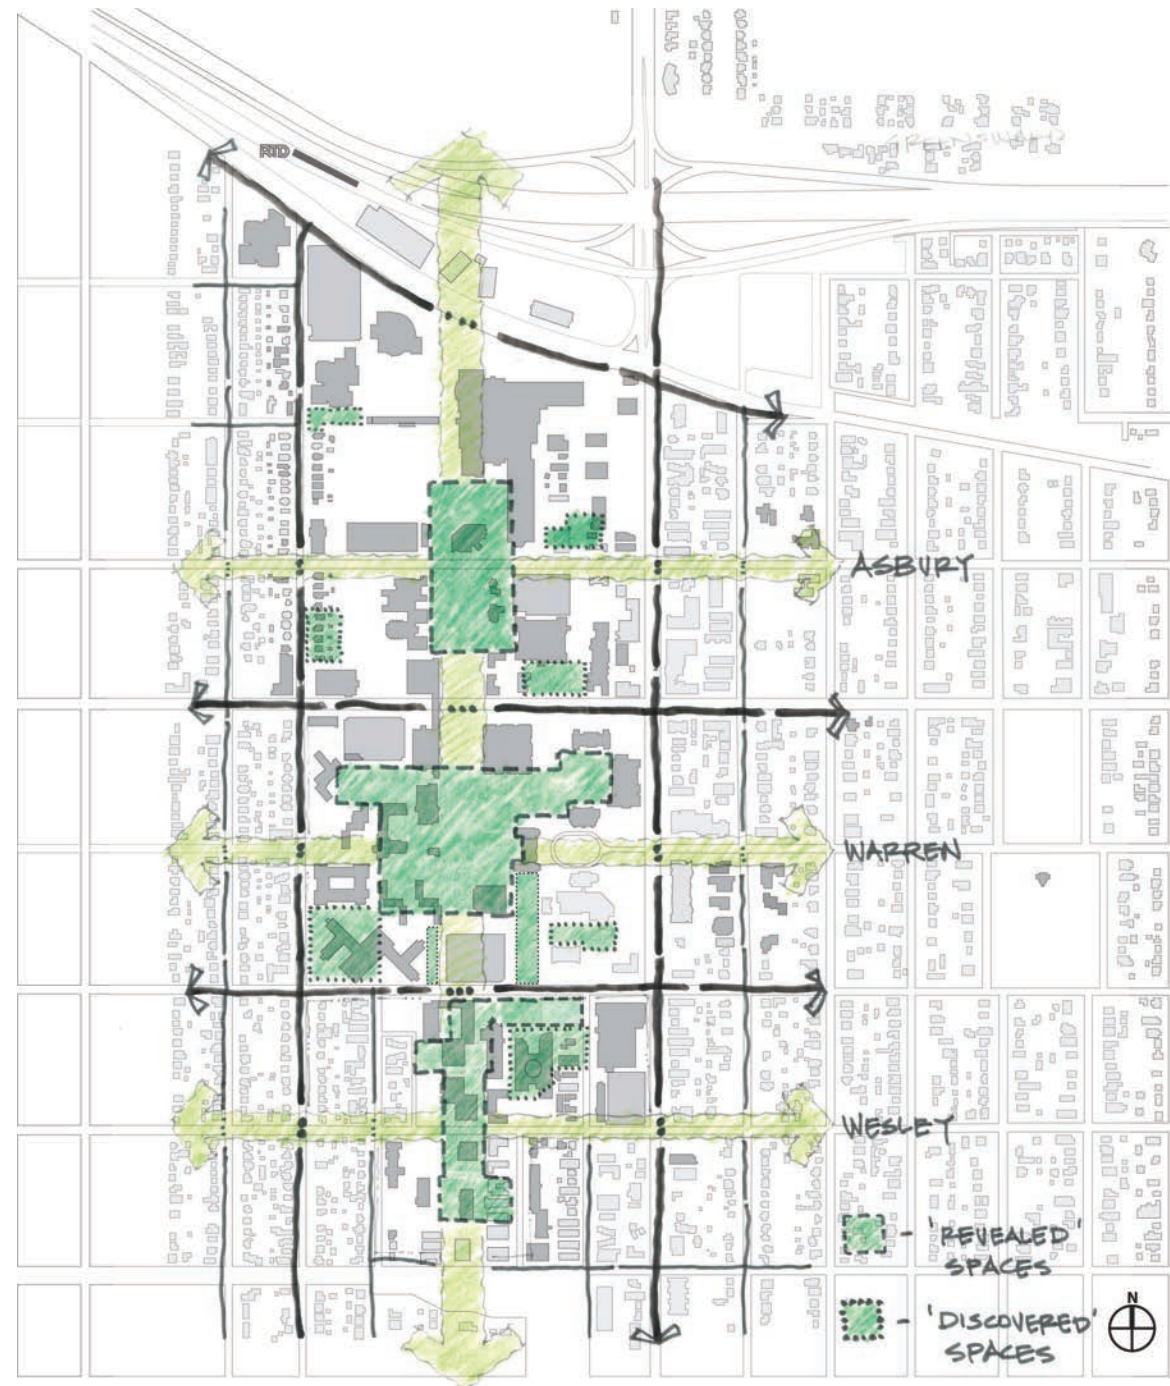 RTD
ASBURY
WARREN
WESLEY
- 'REVEALED'
SPACES
- 'DISCOVERED'
SPACES
N